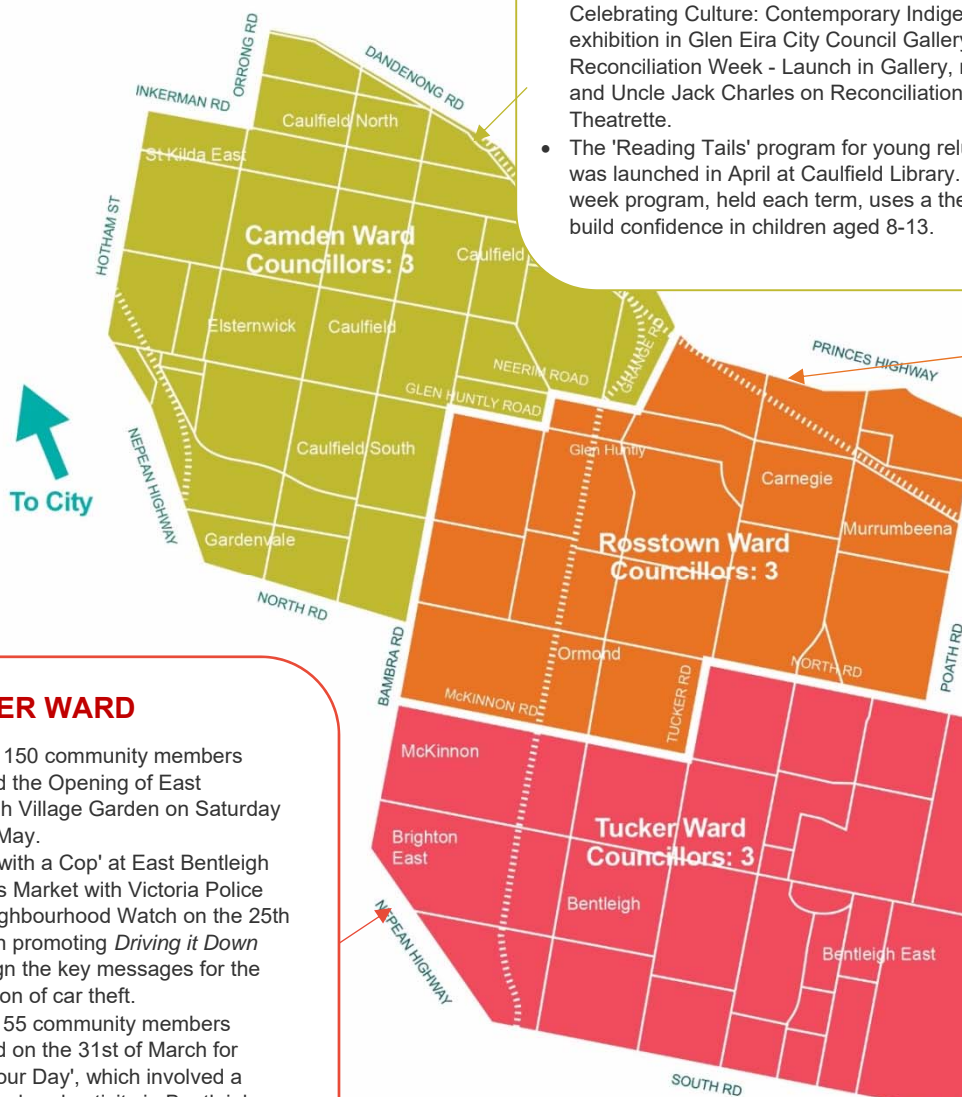 Celebrating Culture: Contemporary
exhibition in Glen Eira City Council
Reconciliation Week - Launch in Gallery,
and Uncle Jack Charles on Reconciliation
Theatrette.
• The 'Reading Tails' program for young
was launched in April at Caulfield Library.
week program, held each term, uses a
build confidence in children aged 8-13.
ORRONG RD
DANDENONG RD
INKERMAN RD
Caulfield North
St Kilda East
HOTHAM ST
Camden Ward
Councillors: 3
Caulfield
Elsternwick
Caulfield
NEERIM ROAD
GRANGE
GLEN HUNTLY ROAD
PRINCES HIGHWAY
Caulfield South
Glen Huntly
Carnegie
To City
NEPEAN HIGHWAY
Murrumbeena
Gardenvale
Rosstown Ward
Councillors: 3
NORTH RD
BAMBRA RD
Ormond
NORTH RD
POATH RD
McKINNON RD
TUCKER RD
McKinnon
Brighton
East
Tucker Ward
Councillors: 3
Bentleigh
NEPEAN HIGHWAY
Bentleigh East
SOUTH RD
ER WARD
150 community members
d the Opening of East
h Village Garden on Saturday
May.
with a Cop' at East Bentleigh
s Market with Victoria Police
ghbourhood Watch on the 25th
n promoting Driving it Down
gn the key messages for the
on of car theft.
55 community members
d on the 31st of March for
our Day', which involved a